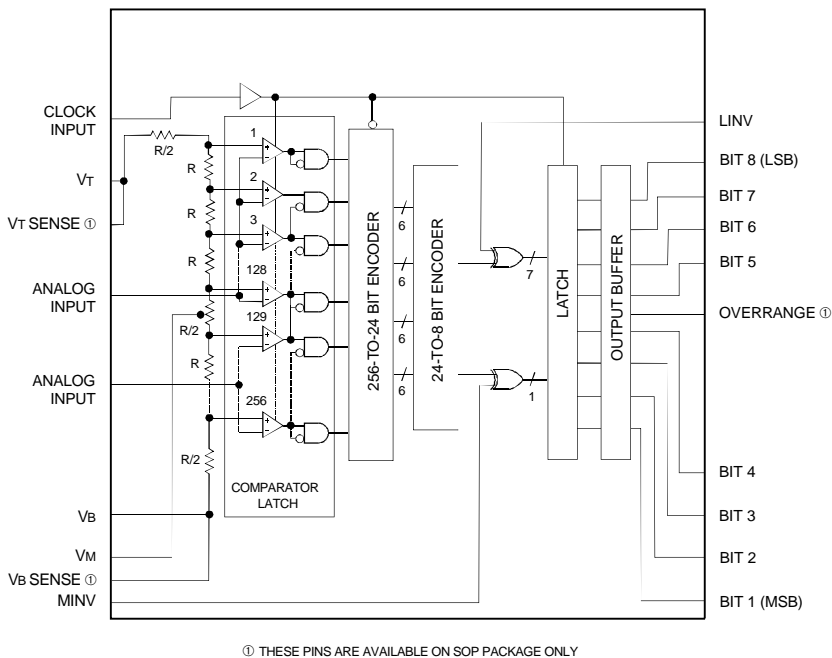 CLOCK
INPUT
VT
VT SENSE ①
ANALOG
INPUT
ANALOG
INPUT
VB
VM
VB SENSE ①
MINV
R/2
R
R
R
R/2
R
R/2
1
2
3
128
129
256
COMPARATOR
LATCH
256-TO-24 BIT ENCODER
6
6
6
6
24-TO-8 BIT ENCODER
7
1
LATCH
OUTPUT BUFFER
LINV
BIT 8 (LSB)
BIT 7
BIT 6
BIT 5
OVERRANGE ①
BIT 4
BIT 3
BIT 2
BIT 1 (MSB)
① THESE PINS ARE AVAILABLE ON SOP PACKAGE ONLY